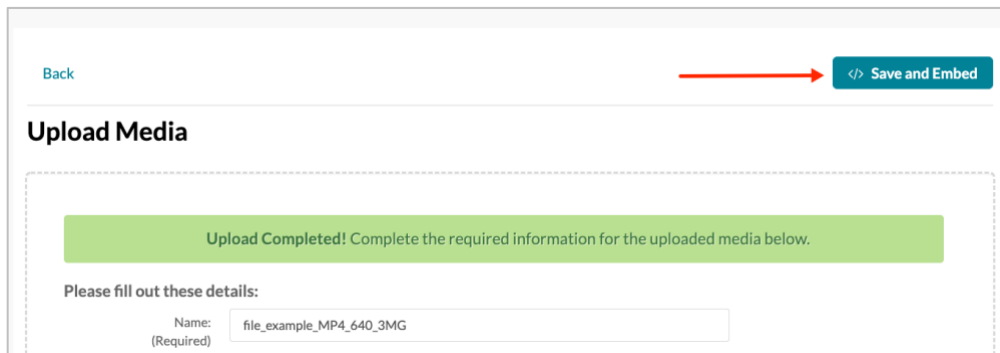 Back
</> Save and Embed
Upload Media
Upload Completed! Complete the required information for the uploaded media below.
Please fill out these details:
Name: file_example_MP4_640_3MG
(Required)